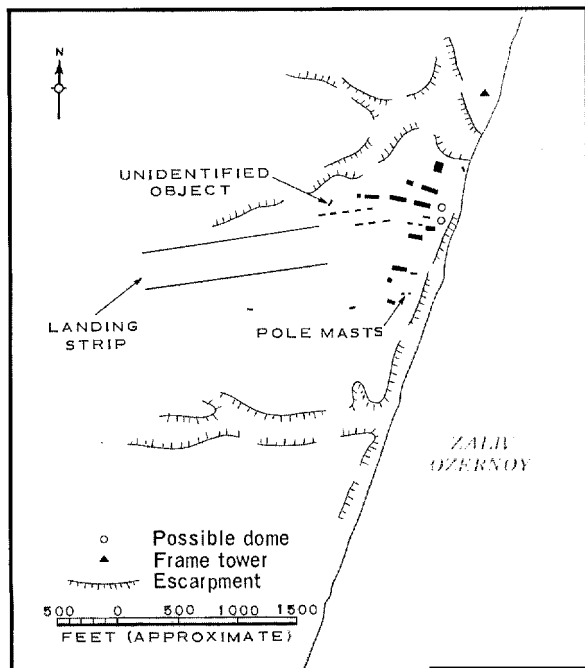 N
UNIDENTIFIED
OBJECT
LANDING
STRIP
POLE MASTS
ZALIV
OZERNOY
Possible dome
Frame tower
Escarpment
500 0 500 1000 1500
FEET (APPROXIMATE)